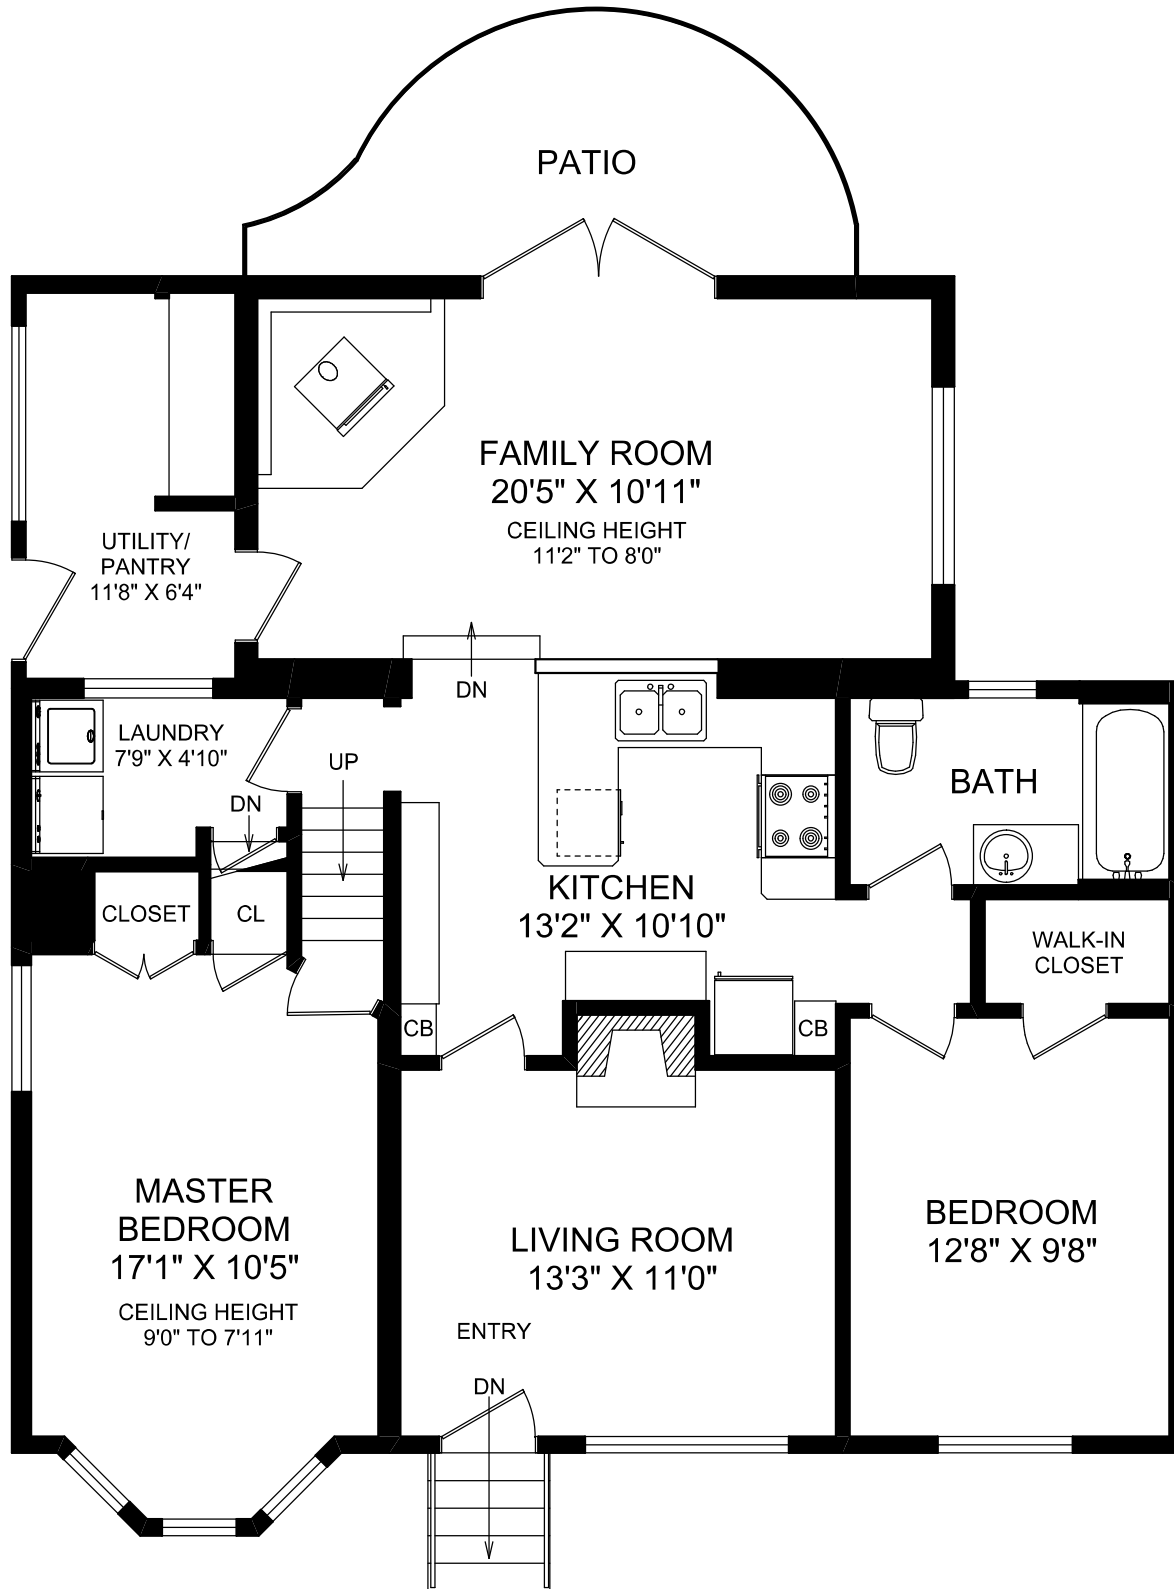 PATIO
FAMILY ROOM
20'5" X 10'11"
CEILING HEIGHT
11'2" TO 8'0"
UTILITY/
PANTRY
11'8" X 6'4"
DN
LAUNDRY
7'9" X 4'10"
UP
DN
BATH
KITCHEN
13'2" X 10'10"
CLOSET
CL
WALK-IN
CLOSET
CB
CB
MASTER
BEDROOM
17'1" X 10'5"
CEILING HEIGHT
9'0" TO 7'11"
LIVING ROOM
13'3" X 11'0"
BEDROOM
12'8" X 9'8"
ENTRY
DN